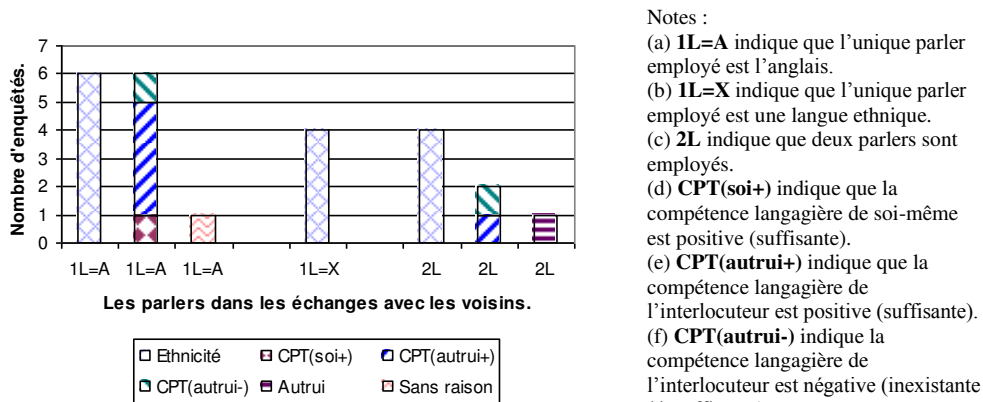 7
6
5
4
3
2
1
0
Nombre d'enquêtés.
1L=A 1L=A 1L=A 1L=X 2L 2L 2L
Les parlers dans les échanges avec les voisins.
Ethnicité CPT(soi+) CPT(autrui+)
CPT(autrui-) Autrui Sans raison
Notes :
(a) 1L=A indique que l’unique parler
employé est l’anglais.
(b) 1L=X indique que l’unique parler
employé est une langue ethnique.
(c) 2L indique que deux parlers sont
employés.
(d) CPT(soi+) indique que la
compétence langagière de soi-même
est positive (suffisante).
(e) CPT(autrui+) indique que la
compétence langagière de
l’interlocuteur est positive (suffisante).
(f) CPT(autrui-) indique la
compétence langagière de
l’interlocuteur est négative (inexistante